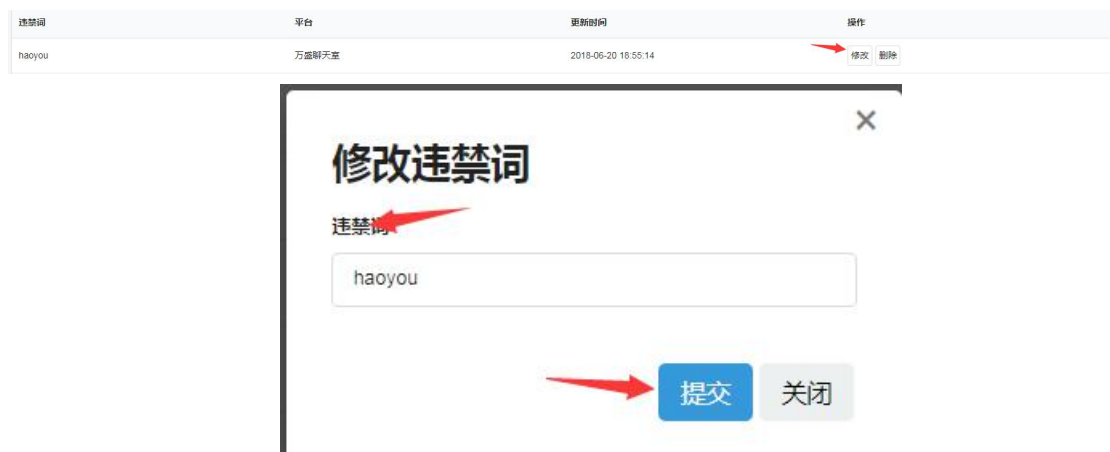 违禁词 平台 更新时间 操作
haoyou 万盛聊天室 2018-06-20 18:55:14 修改 删除
×
修改违禁词
违禁词
haoyou
提交 关闭